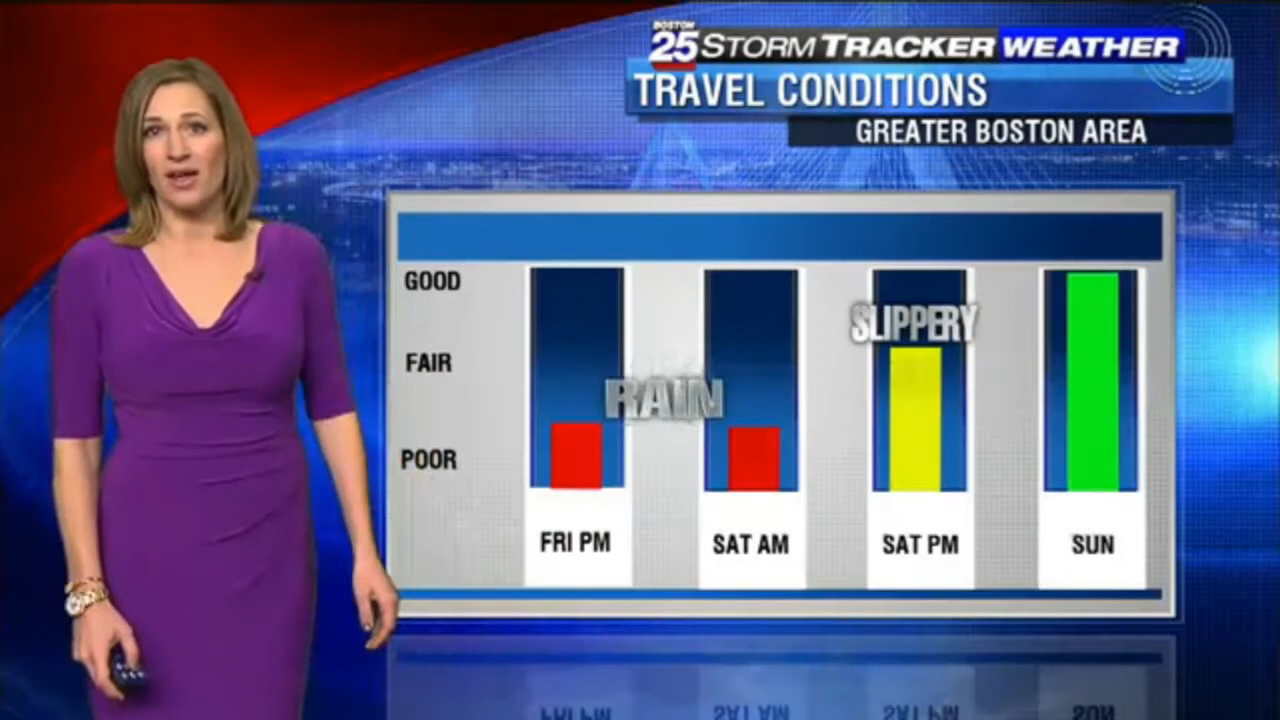 BOSTON
25 STORM TRACKER WEATHER
TRAVEL CONDITIONS
GREATER BOSTON AREA
GOOD
FAIR
POOR
RAIN
SLIPPERY
FRI PM
SAT AM
SAT PM
SUN